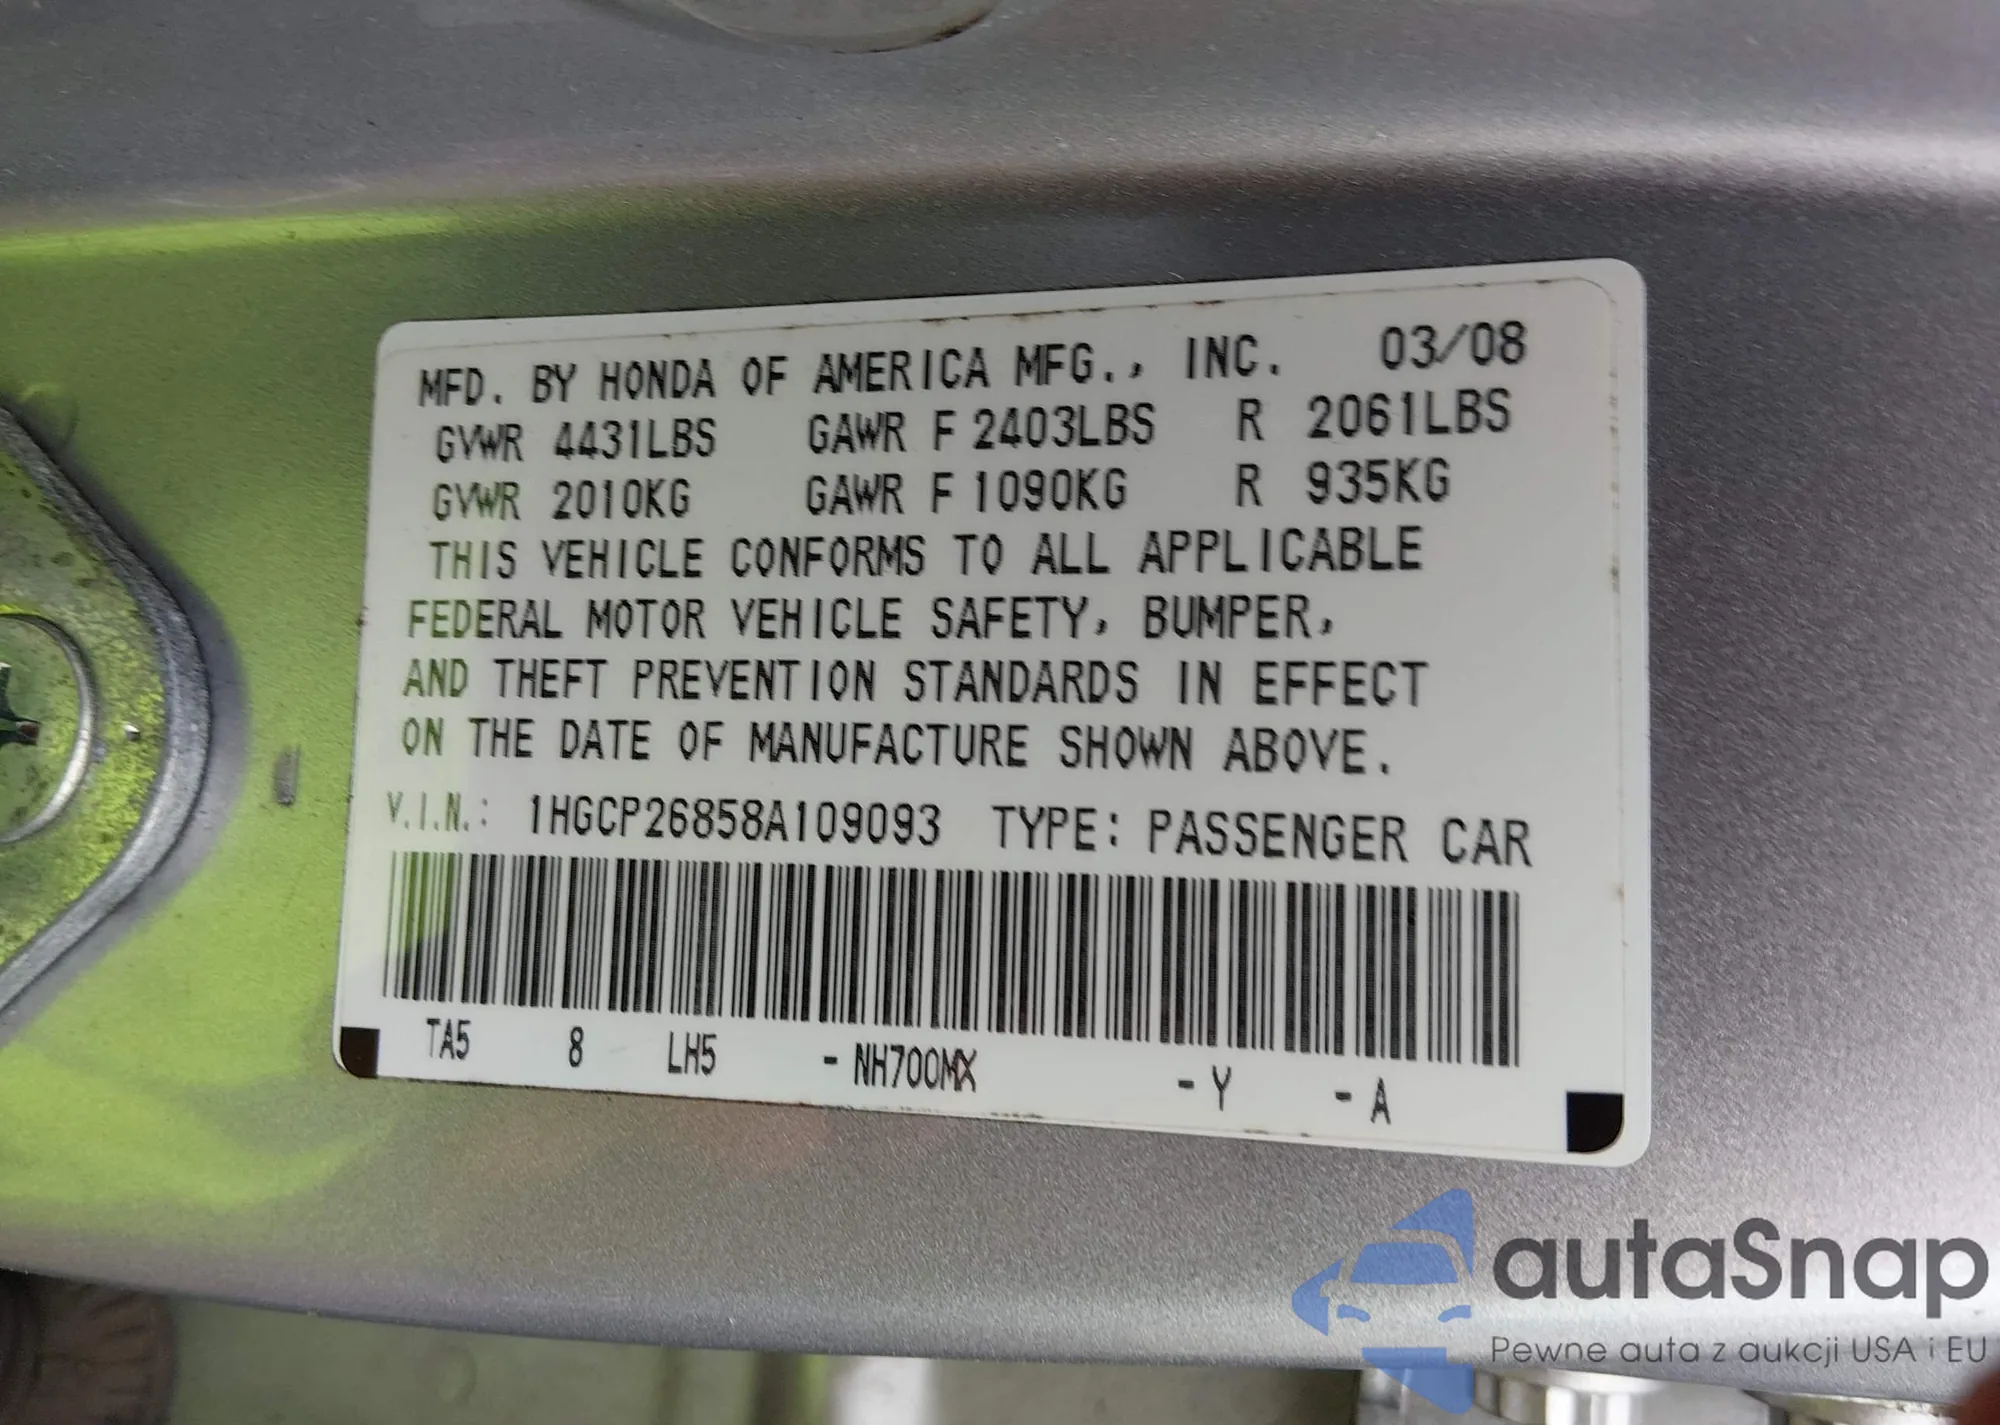 MFD. BY HONDA OF AMERICA MFG., INC. 03/08
GVWR 4431LBS GAWR F 2403LBS R 2061LBS
GVWR 2010KG GAWR F 1090KG R 935KG
THIS VEHICLE CONFORMS TO ALL APPLICABLE
FEDERAL MOTOR VEHICLE SAFETY, BUMPER,
AND THEFT PREVENTION STANDARDS IN EFFECT
ON THE DATE OF MANUFACTURE SHOWN ABOVE.
V.I.N.: 1HGCP26858A109093 TYPE: PASSENGER CAR
TA5 8 LH5 - NH700MX - Y - A
autaSnap
Pewne auta z aukcji USA i EU